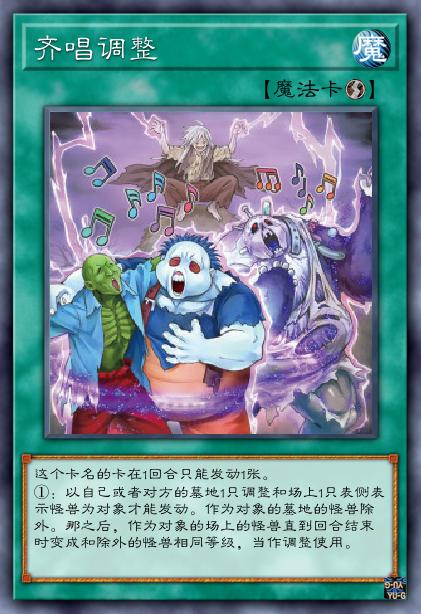 齐唱调整
魔
【魔法卡】
这个卡名的卡在1回合只能发动1张。
①：以自己或者对方的墓地1只调整和场上1只表侧表
示怪兽为对象才能发动。作为对象的墓地的怪兽除
外。那之后，作为对象的场上的怪兽直到回合结束
时变成和除外的怪兽相同等级，当作调整使用。
YU-G